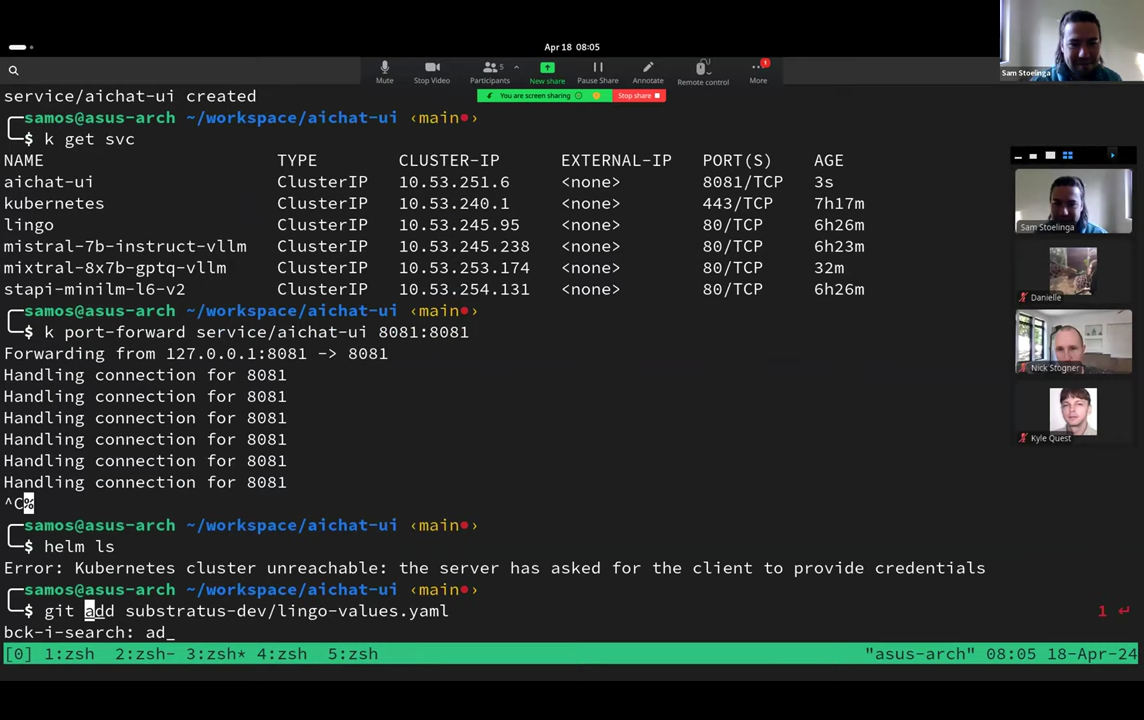 Apr 18 08:05
Mute
Stop Video
Participants 5
New share
Pause Share
Annotate
Remote control
More 1
You are screen sharing
Stop share
Sam Stoelinga
service/aichat-ui created
samos@asus-arch ~/workspace/aichat-ui ‹main●›
$ k get svc
NAME TYPE CLUSTER-IP EXTERNAL-IP PORT(S) AGE
aichat-ui ClusterIP 10.53.251.6 <none> 8081/TCP 3s
kubernetes ClusterIP 10.53.240.1 <none> 443/TCP 7h17m
lingo ClusterIP 10.53.245.95 <none> 80/TCP 6h26m
mistral-7b-instruct-vllm ClusterIP 10.53.245.238 <none> 80/TCP 6h23m
mixtral-8x7b-gptq-vllm ClusterIP 10.53.253.174 <none> 80/TCP 32m
stapi-minilm-l6-v2 ClusterIP 10.53.254.131 <none> 80/TCP 6h26m
samos@asus-arch ~/workspace/aichat-ui ‹main●›
$ k port-forward service/aichat-ui 8081:8081
Forwarding from 127.0.0.1:8081 -> 8081
Handling connection for 8081
Handling connection for 8081
Handling connection for 8081
Handling connection for 8081
Handling connection for 8081
Handling connection for 8081
^C%
samos@asus-arch ~/workspace/aichat-ui ‹main●›
$ helm ls
Error: Kubernetes cluster unreachable: the server has asked for the client to provide credentials
samos@asus-arch ~/workspace/aichat-ui ‹main●›
$ git add substratus-dev/lingo-values.yaml 1 ↵
bck-i-search: ad_
[0] 1:zsh 2:zsh- 3:zsh* 4:zsh 5:zsh "asus-arch" 08:05 18-Apr-24
Sam Stoelinga
Danielle
Nick Stogner
Kyle Quest